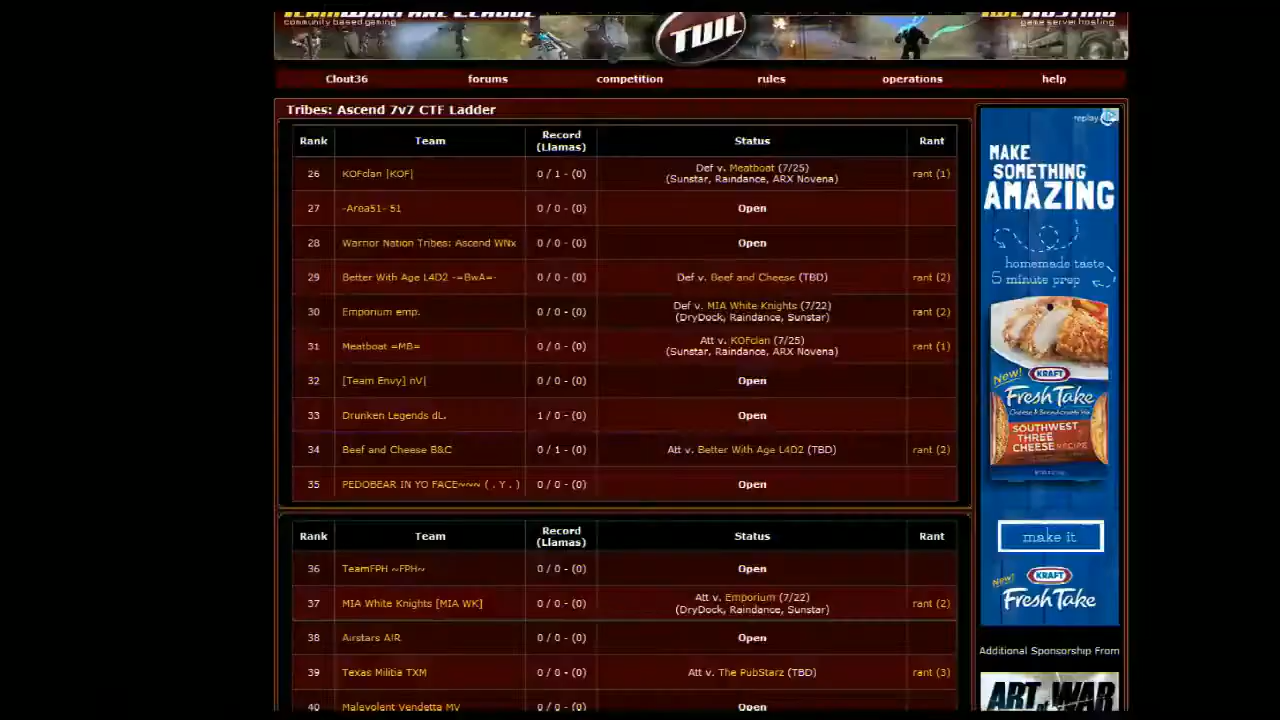 TEAMWARFARE LEAGUE
community based gaming
TWL
game server hosting
Clout36 forums competition rules operations help
Tribes: Ascend 7v7 CTF Ladder
Rank Team Record (Llamas) Status Rant
26 KOFclan [KOF] 0 / 1 - (0) Def v. Meatboat (7/25) rant (1)
(Sunstar, Raindance, ARX Novena)
27 -Area51- 51 0 / 0 - (0) Open
28 Warrior Nation Tribes: Ascend WNx 0 / 0 - (0) Open
29 Better With Age L4D2 -=BwA=- 0 / 0 - (0) Def v. Beef and Cheese (TBD) rant (2)
30 Emporium emp. 0 / 0 - (0) Def v. MIA White Knights (7/22) rant (2)
(DryDock, Raindance, Sunstar)
31 Meatboat =MB= 0 / 0 - (0) Att v. KOFclan (7/25) rant (1)
(Sunstar, Raindance, ARX Novena)
32 [Team Envy] nV| 0 / 0 - (0) Open
33 Drunken Legends dL. 1 / 0 - (0) Open
34 Beef and Cheese B&C 0 / 1 - (0) Att v. Better With Age L4D2 (TBD) rant (2)
35 PEDOBEAR IN YO FACE~~~ ( . Y . ) 0 / 0 - (0) Open
Rank Team Record (Llamas) Status Rant
36 TeamFPH ~FPH~ 0 / 0 - (0) Open
37 MIA White Knights [MIA WK] 0 / 0 - (0) Att v. Emporium (7/22) rant (2)
(DryDock, Raindance, Sunstar)
38 Airstars A!R 0 / 0 - (0) Open
39 Texas Militia TXM 0 / 0 - (0) Att v. The PubStarz (TBD) rant (3)
40 Malevolent Vendetta MV 0 / 0 - (0) Open
replay
MAKE
SOMETHING
AMAZING
homemade taste
5 minute prep
New!
KRAFT
Fresh Take
SOUTHWEST
THREE
CHEESE RECIPE
make it
New!
KRAFT
Fresh Take
Additional Sponsorship From
ART of WAR